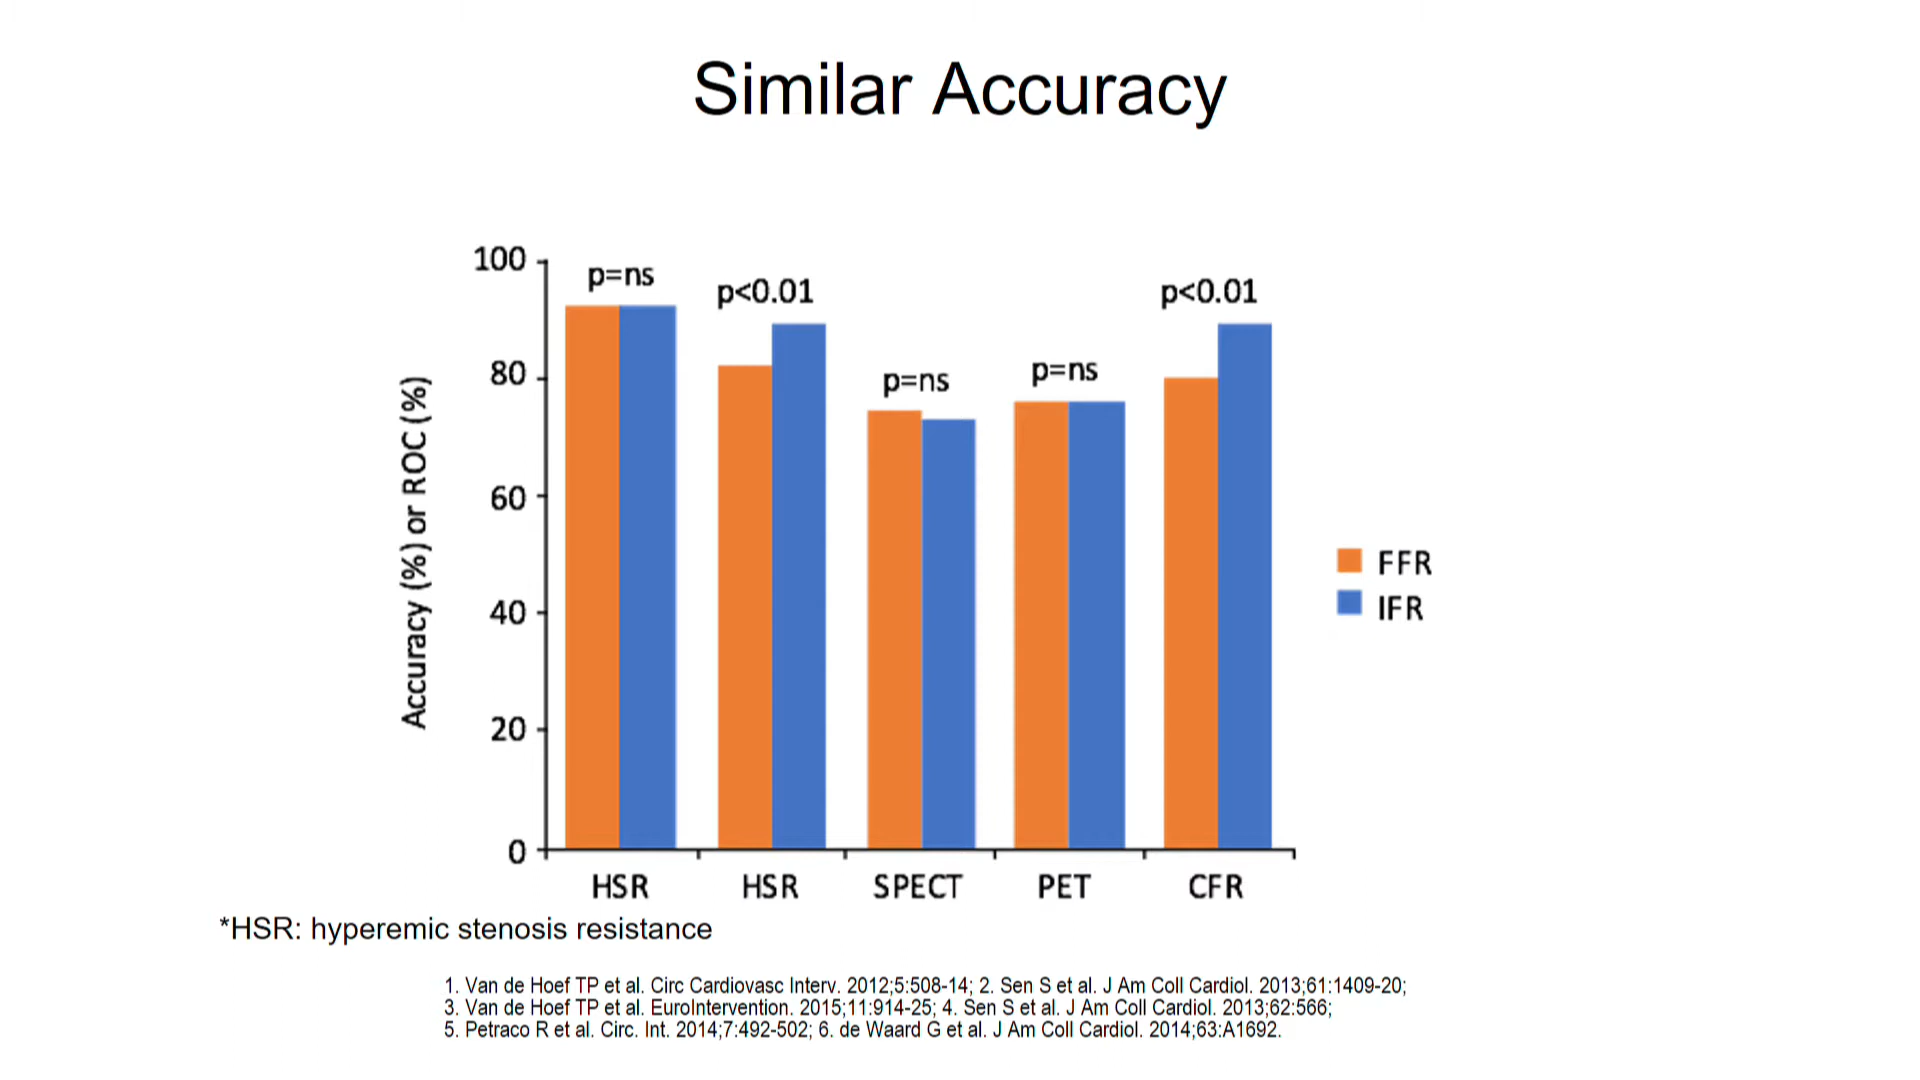 Similar Accuracy
100
80
60
40
20
0
Accuracy (%) or ROC (%)
p=ns
p<0.01
p=ns
p=ns
p<0.01
HSR
HSR
SPECT
PET
CFR
FFR
IFR
*HSR: hyperemic stenosis resistance
1. Van de Hoef TP et al. Circ Cardiovasc Interv. 2012;5:508-14; 2. Sen S et al. J Am Coll Cardiol. 2013;61:1409-20;
3. Van de Hoef TP et al. EuroIntervention. 2015;11:914-25; 4. Sen S et al. J Am Coll Cardiol. 2013;62:566;
5. Petraco R et al. Circ. Int. 2014;7:492-502; 6. de Waard G et al. J Am Coll Cardiol. 2014;63:A1692.